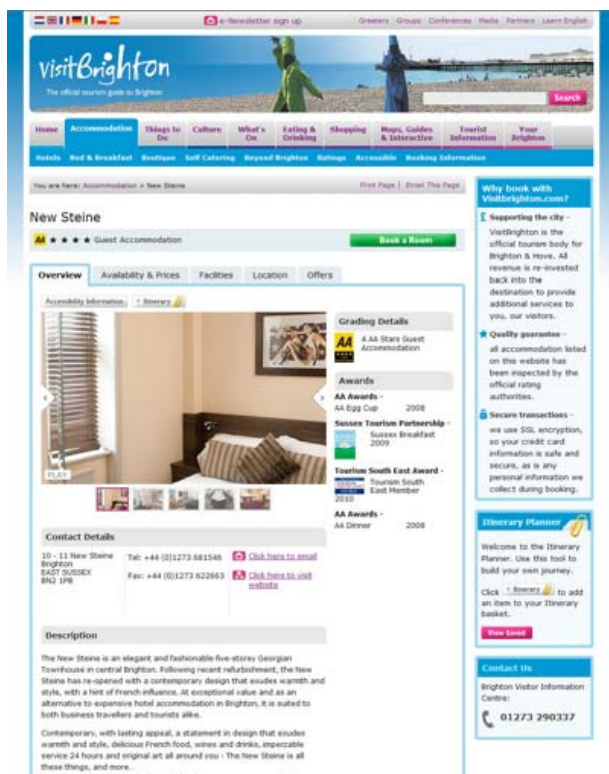 e-Newsletter sign up
Greeters Groups Conferences Media Partners Learn English
visitBrighton
The official tourism guide to Brighton
Search
Home Accommodation Things to Do Culture What's On Eating & Drinking Shopping Maps, Guides & Interactive Tourist Information Your Brighton
Hotels Bed & Breakfast Boutique Self Catering Beyond Brighton Ratings Accessible Booking Information
You are here: Accommodation > New Steine
Print Page | Email This Page
New Steine
AA ★ ★ ★ ★ Guest Accommodation
Book a Room
Overview Availability & Prices Facilities Location Offers
Accessibility Information
+ Itinerary
PLAY
Grading Details
AA
4 AA Stars Guest
Accommodation
Awards
AA Awards -
AA Egg Cup 2008
Sussex Tourism Partnership -
Sussex Breakfast
2009
Tourism South East Award -
Tourism South
East Member
2010
AA Awards
AA Dinner 2008
Contact Details
10 - 11 New Steine
Brighton
EAST SUSSEX
BN2 1PB
Tel: +44 (0)1273 681546
Fax: +44 (0)1273 622663
Click here to email
Click here to visit
website
Description
The New Steine is an elegant and fashionable five-storey Georgian
Townhouse in central Brighton. Following recent refurbishment, the New
Steine has re-opened with a contemporary design that exudes warmth and
style, with a hint of French influence. At exceptional value and as an
alternative to expensive hotel accommodation in Brighton, it is suited to
both business travellers and tourists alike.
Contemporary, with lasting appeal, a statement in design that exudes
warmth and style, delicious French food, wines and drinks, impeccable
service 24 hours and original art all around you - The New Steine is all
these things, and more..
Why book with
Visitbrighton.com?
£ Supporting the city -
VisitBrighton is the
official tourism body for
Brighton & Hove. All
revenue is re-invested
back into the
destination to provide
additional services to
you, our visitors.
Quality guarantee -
all accommodation listed
on this website has
been inspected by the
official rating
authorities.
Secure transactions -
we use SSL encryption,
so your credit card
information is safe and
secure, as is any
personal information we
collect during booking.
Itinerary Planner
Welcome to the Itinerary
Planner. Use this tool to
build your own journey.
Click + Itinerary to add
an item to your Itinerary
basket.
View Saved
Contact Us
Brighton Visitor Information
Centre:
01273 290337